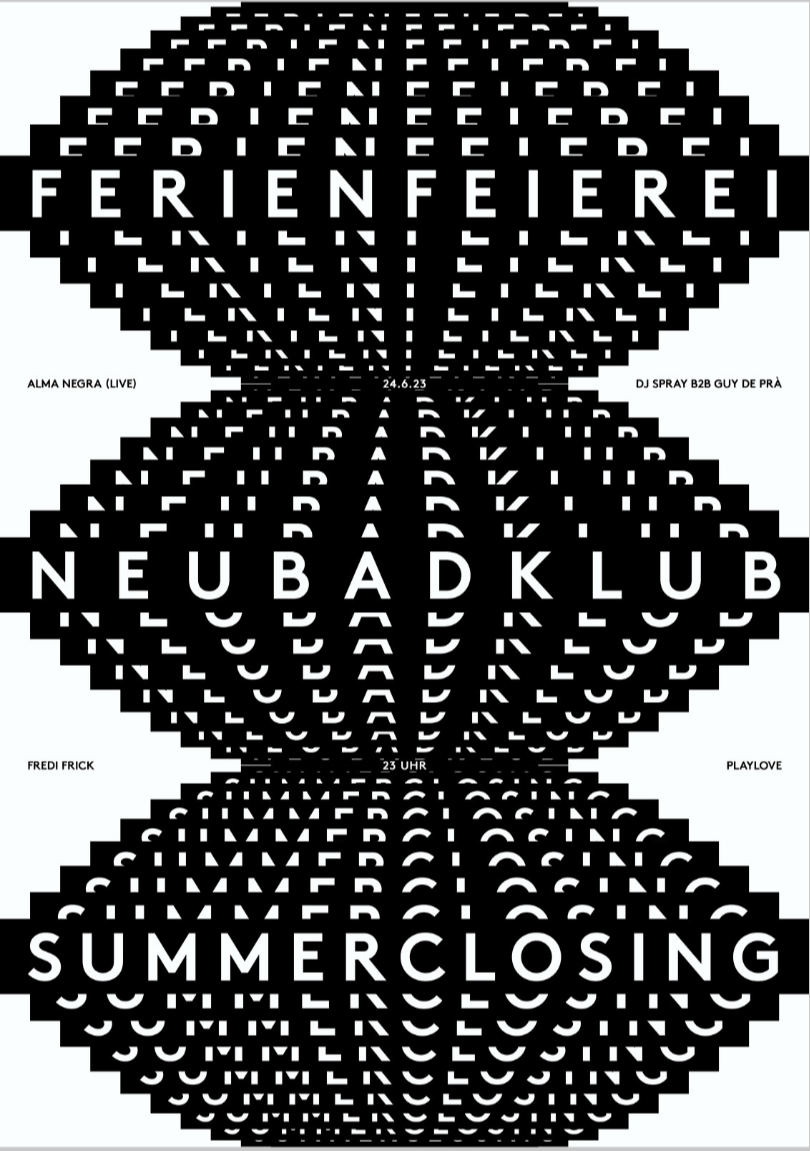 FERIENFEIEREI
ALMA NEGRA (LIVE) 24.6.23 DJ SPRAY B2B GUY DE PRÀ
NEUBADKLUB
FREDI FRICK 23 UHR PLAYLOVE
SUMMERCLOSING